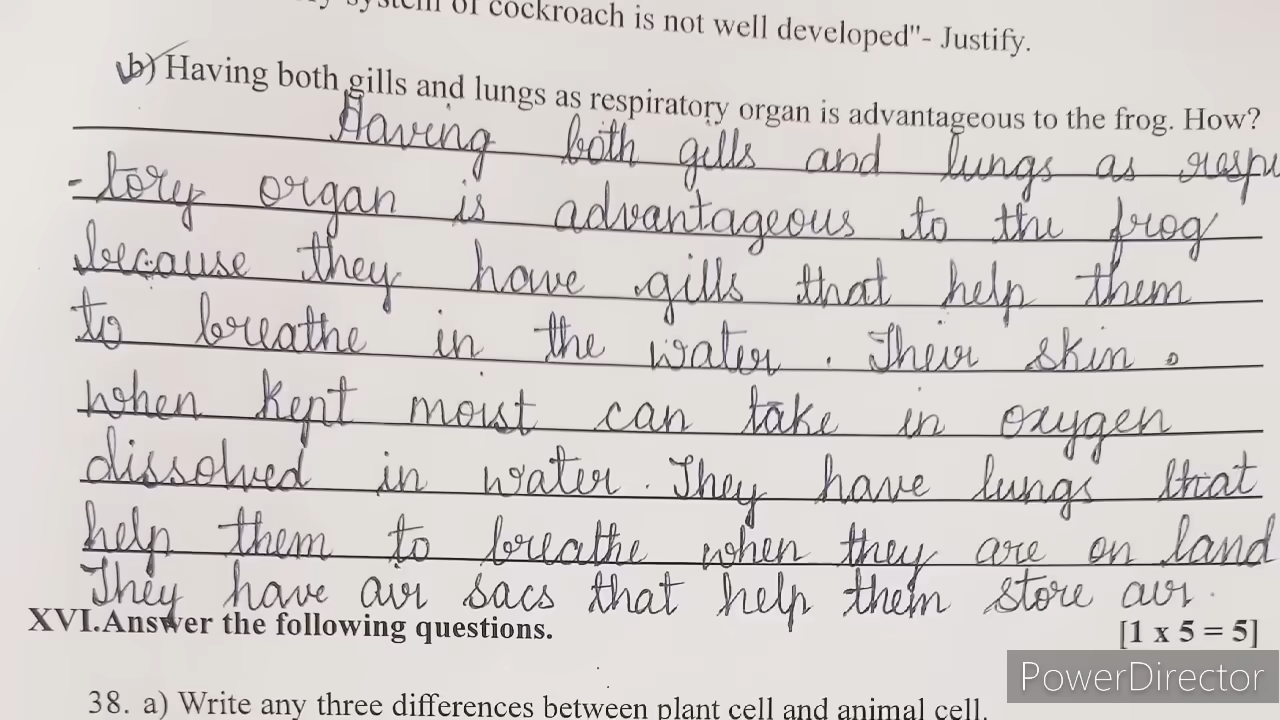 system of cockroach is not well developed"- Justify.
b) Having both gills and lungs as respiratory organ is advantageous to the frog. How?
Having both gills and lungs as respi
-tory organ is advantageous to the frog
because they have gills that help them
to breathe in the water. Their skin
when kept moist can take in oxygen
dissolved in water. They have lungs that
help them to breathe when they are on land
They have air sacs that help them store air.
XVI.Answer the following questions.
[1 x 5 = 5]
PowerDirector
38. a) Write any three differences between plant cell and animal cell.